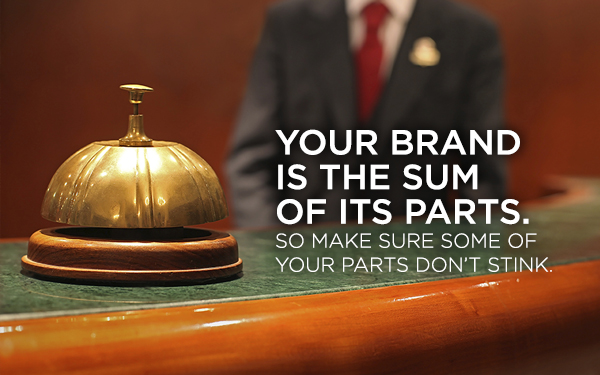 YOUR BRAND
IS THE SUM
OF ITS PARTS.
SO MAKE SURE SOME OF
YOUR PARTS DON'T STINK.